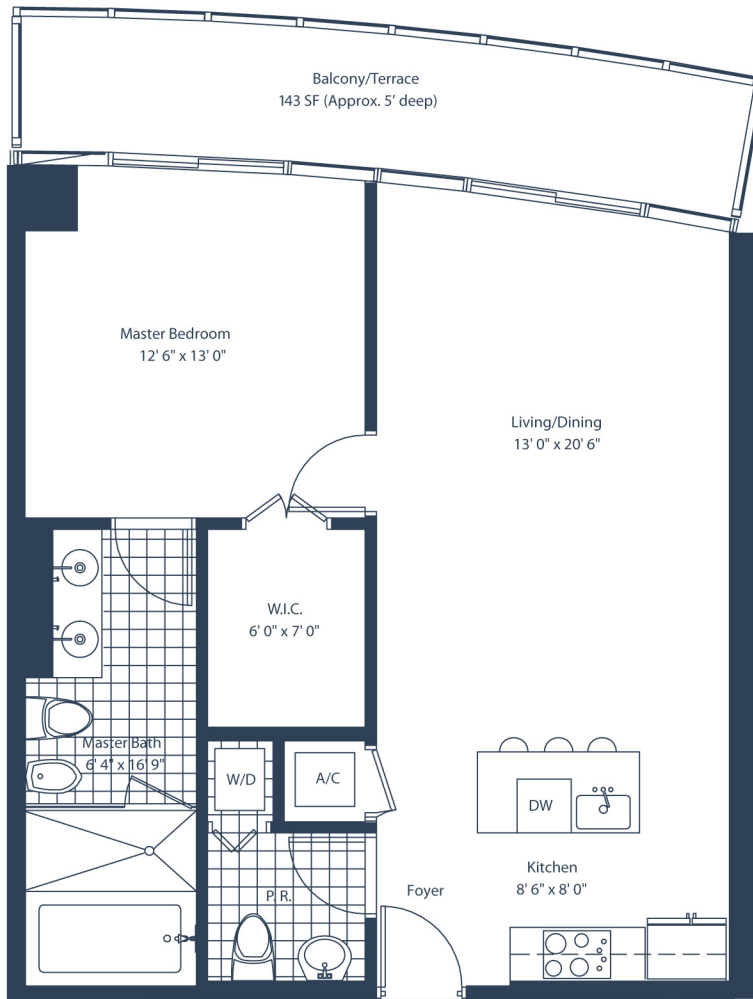 Balcony/Terrace
143 SF (Approx. 5' deep)
Master Bedroom
12' 6" x 13' 0"
Living/Dining
13' 0" x 20' 6"
W.I.C.
6' 0" x 7' 0"
Master Bath
6' 4" x 16' 9"
W/D
A/C
DW
Kitchen
8' 6" x 8' 0"
P. R.
Foyer